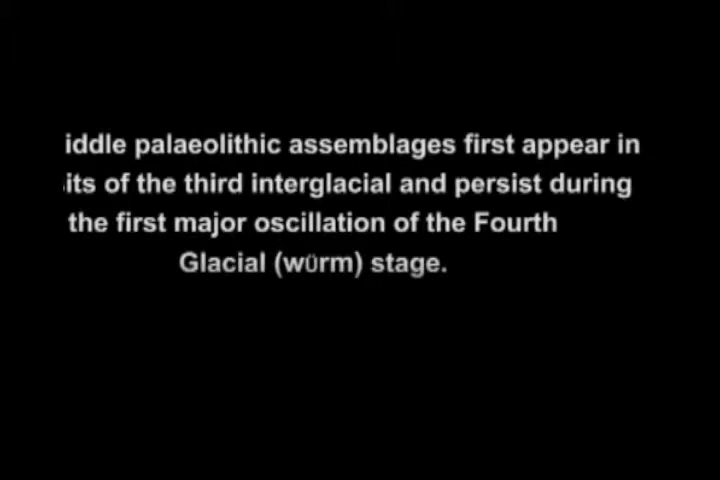 iddle palaeolithic assemblages first appear in
its of the third interglacial and persist during
the first major oscillation of the Fourth
Glacial (würm) stage.